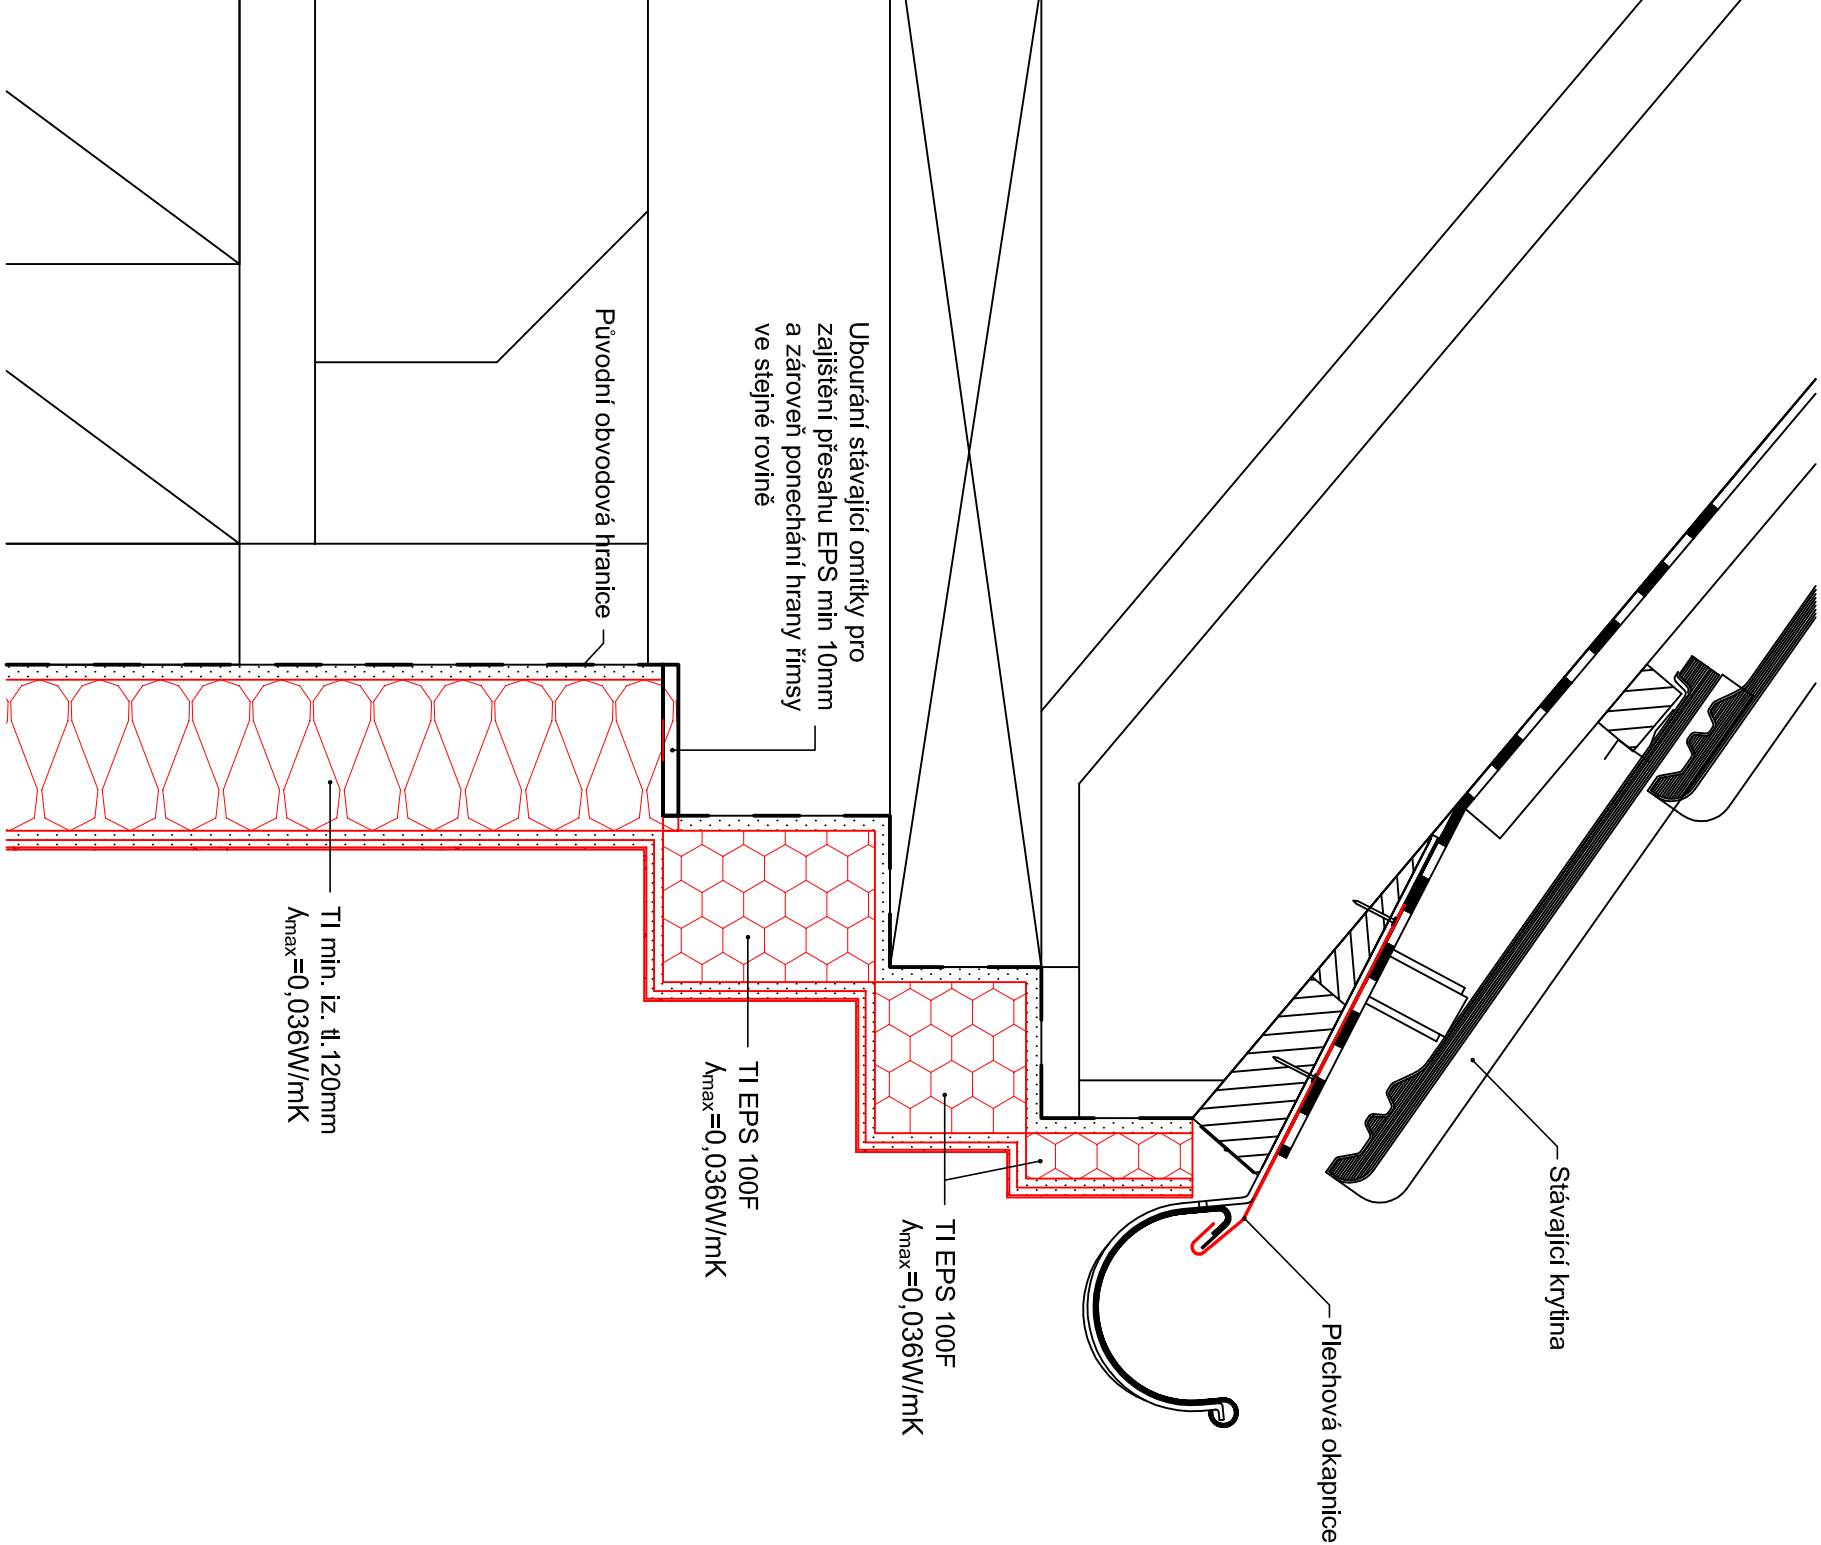 Stávající krytina
Plechová okapnice
Ubourání stávající omítky pro
zajištění přesahu EPS min 10mm
a zároveň ponechání hrany římsy
ve stejné rovině
Původní obvodová hranice
TI EPS 100F
λmax=0,036W/mK
TI EPS 100F
λmax=0,036W/mK
TI min. iz. tl.120mm
λmax=0,036W/mK